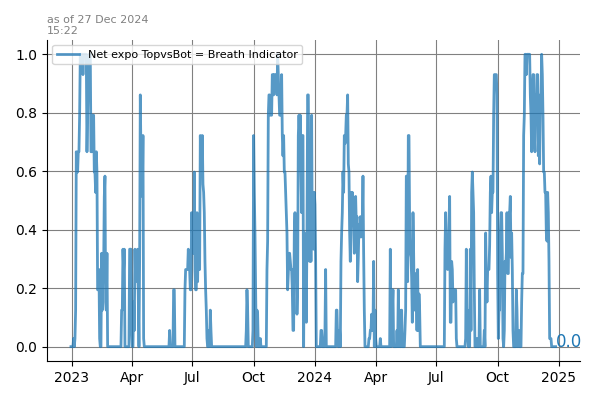 as of 27 Dec 2024
15:22
Net expo TopvsBot = Breath Indicator
1.0
0.8
0.6
0.4
0.2
0.0
0.0
2023 Apr Jul Oct 2024 Apr Jul Oct 2025